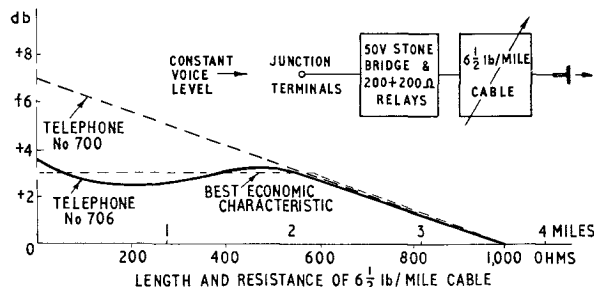 db
+8
+6
+4
+2
0
CONSTANT
VOICE
LEVEL
JUNCTION
TERMINALS
50V STONE
BRIDGE &
200+200Ω
RELAYS
6½ lb/MILE
CABLE
TELEPHONE
No 700
TELEPHONE
No 706
BEST ECONOMIC
CHARACTERISTIC
1 2 3 4 MILES
0 200 400 600 800 1,000 OHMS
LENGTH AND RESISTANCE OF 6½ lb/MILE CABLE